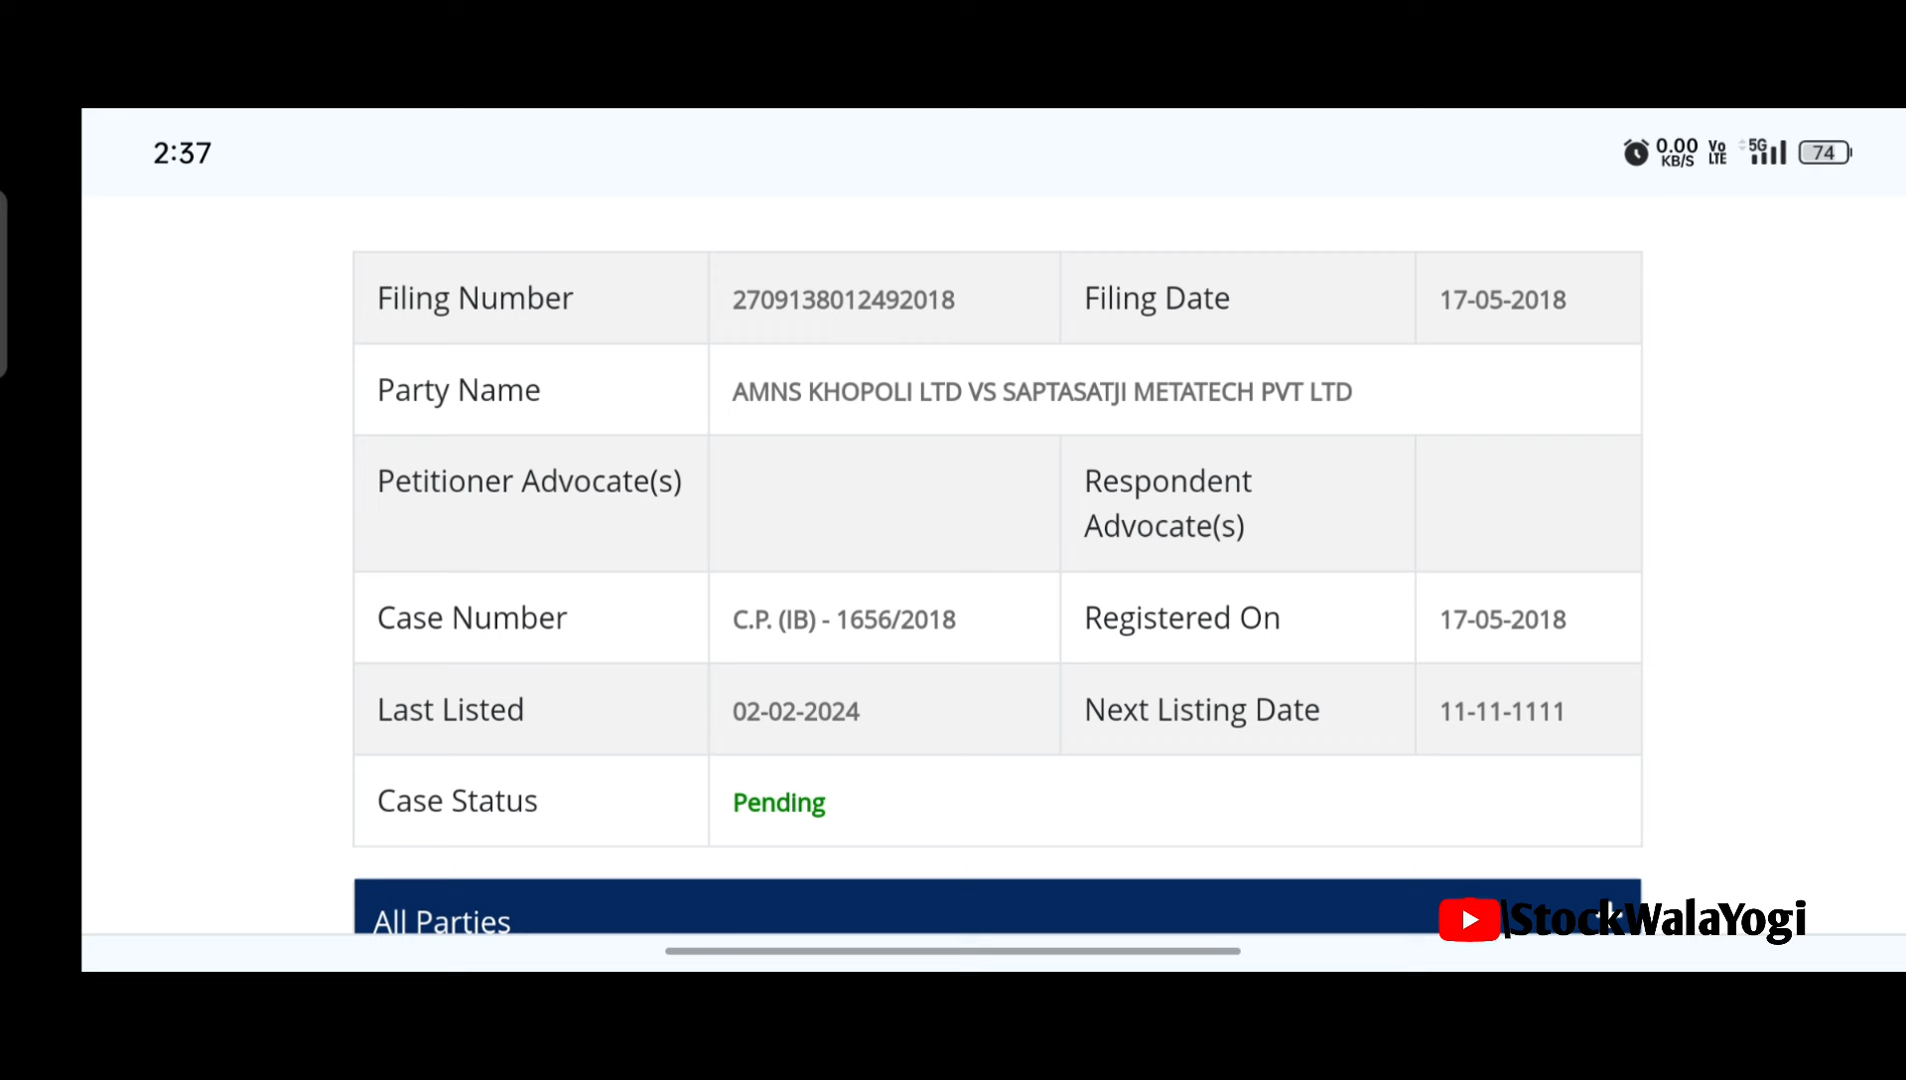 2:37
0.00 KB/S Vo LTE 5G 74
Filing Number 2709138012492018 Filing Date 17-05-2018
Party Name AMNS KHOPOLI LTD VS SAPTASATJI METATECH PVT LTD
Petitioner Advocate(s) Respondent
Advocate(s)
Case Number C.P. (IB) - 1656/2018 Registered On 17-05-2018
Last Listed 02-02-2024 Next Listing Date 11-11-1111
Case Status Pending
All Parties
\StockWalaYogi